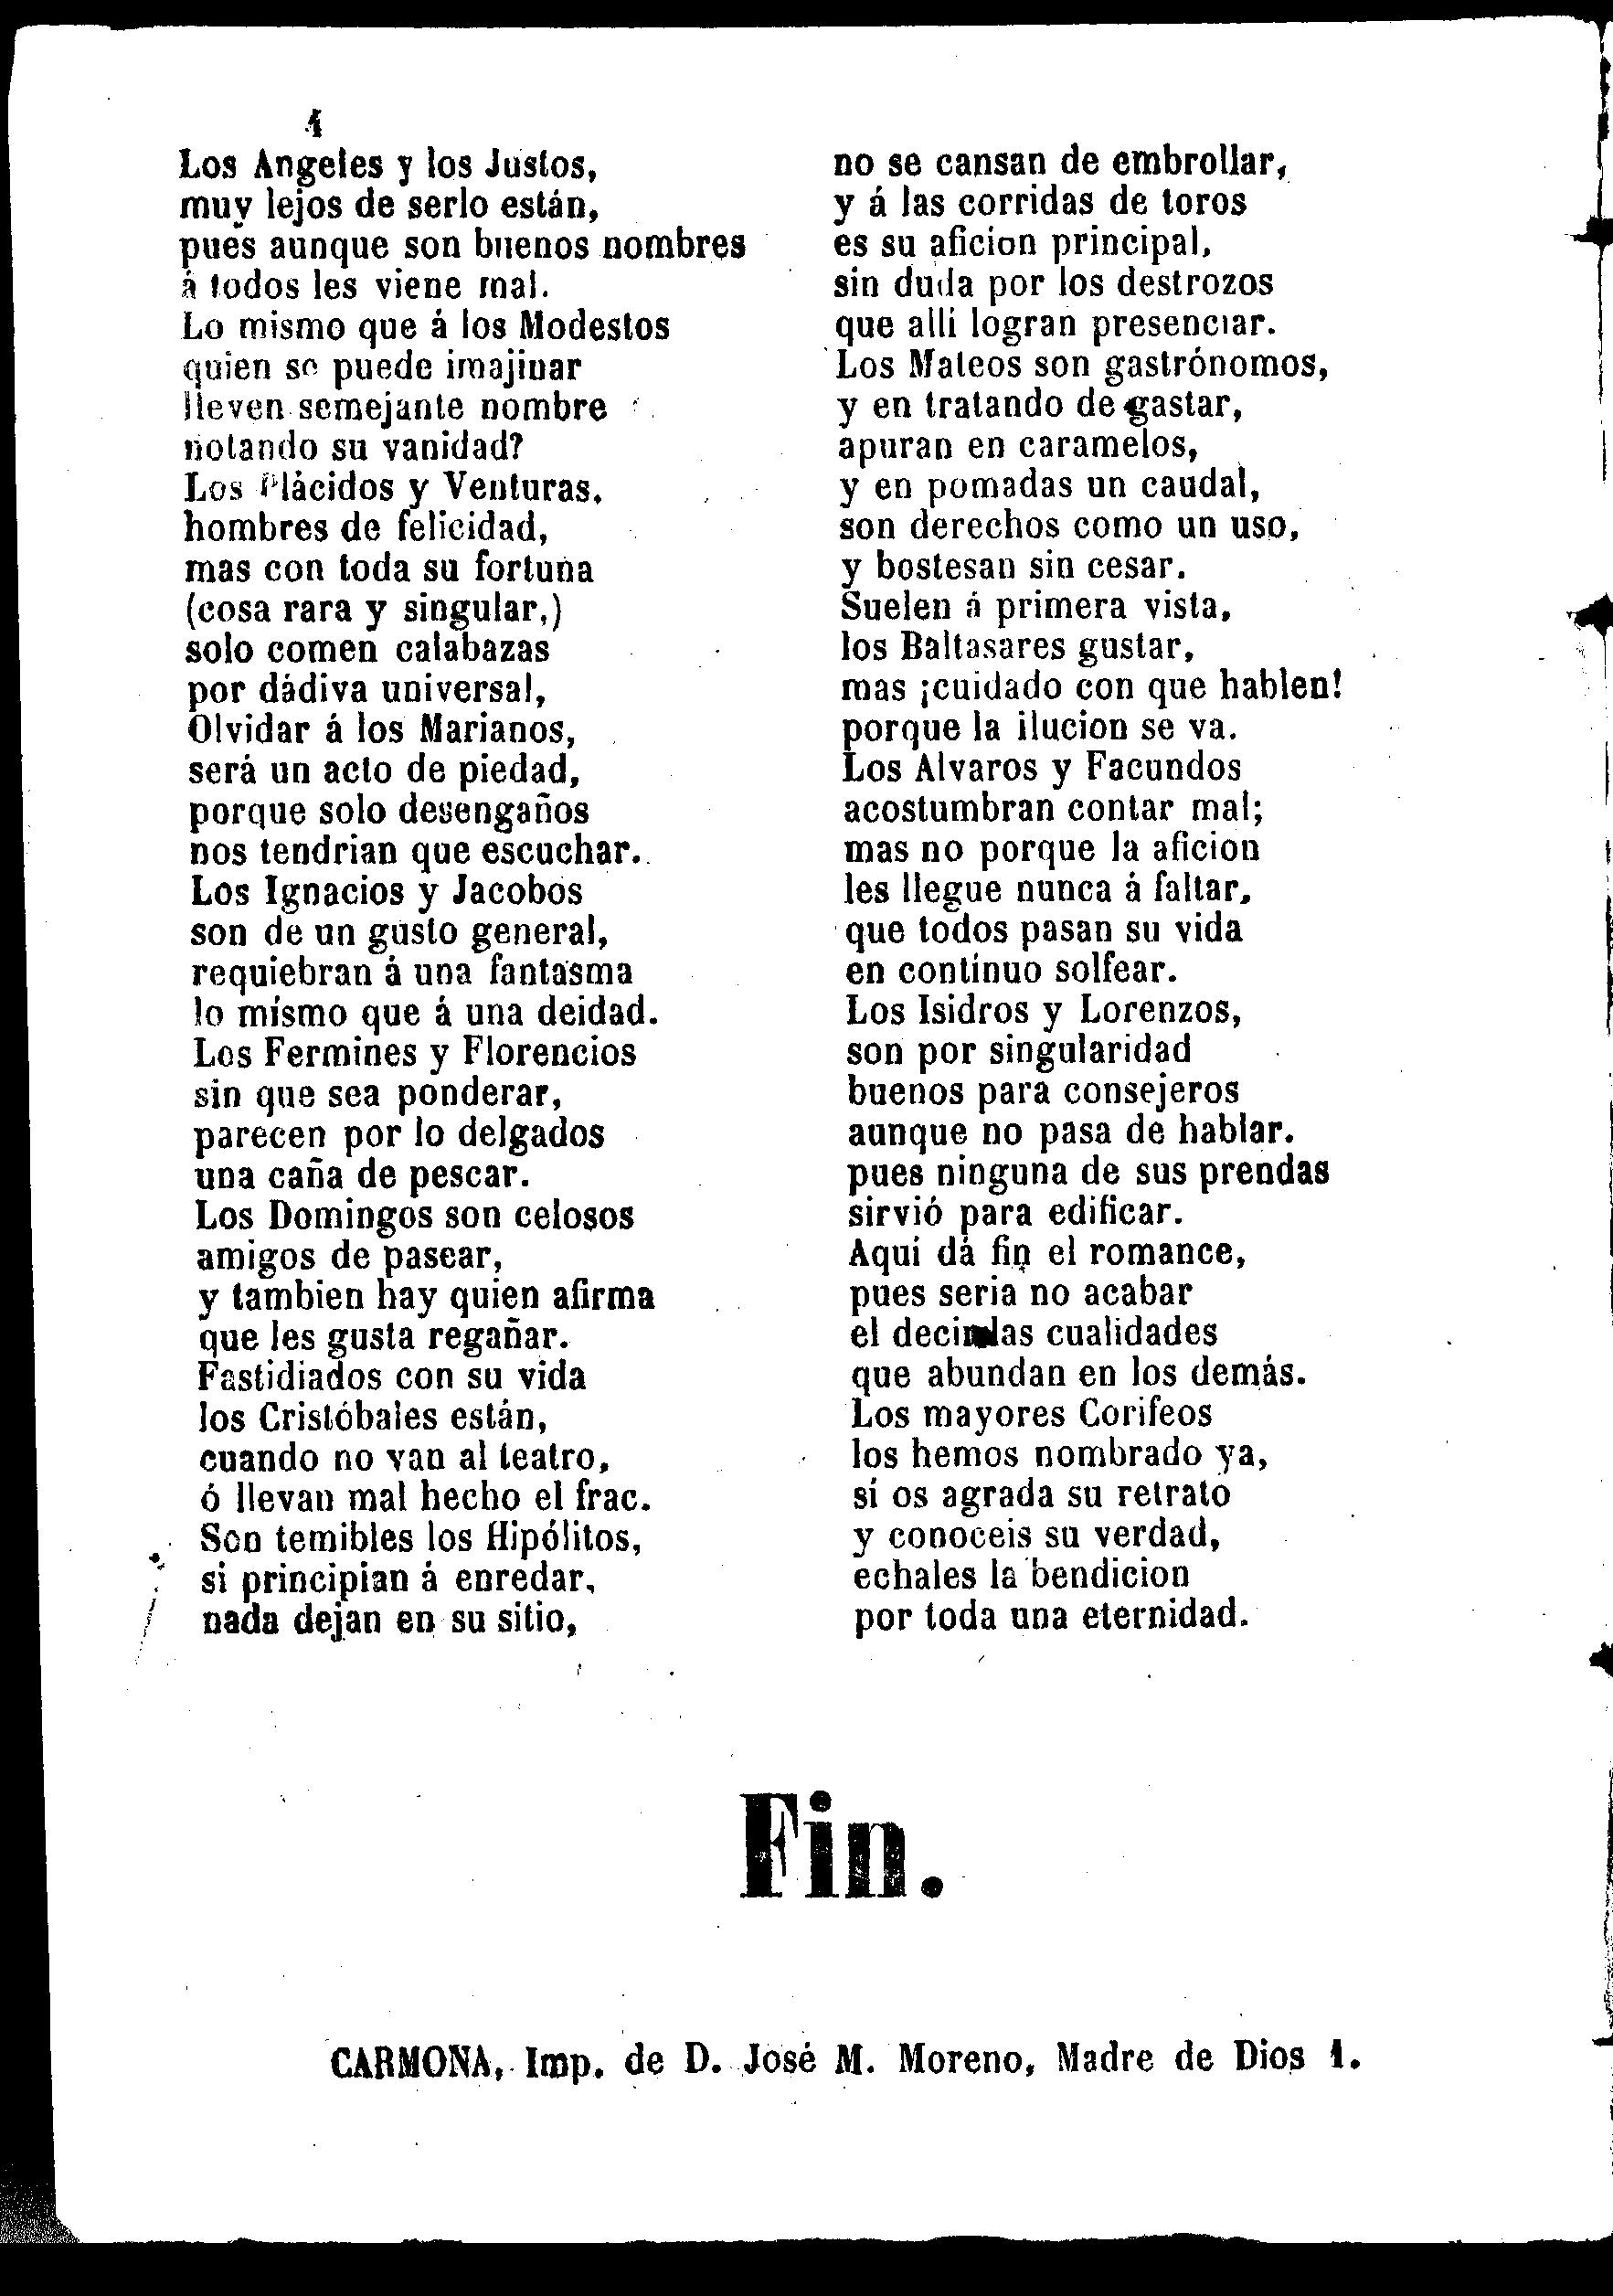 4
Los Angeles y los Justos,
muy lejos de serlo están,
pues aunque son buenos nombres
á todos les viene mal.
Lo mismo que á los Modestos
quien se puede imajinar
lleven semejante nombre
notando su vanidad?
Los Plácidos y Venturas,
hombres de felicidad,
mas con toda su fortuna
(cosa rara y singular,)
solo comen calabazas
por dádiva universal,
Olvidar á los Marianos,
será un acto de piedad,
porque solo desengaños
nos tendrian que escuchar.
Los Ignacios y Jacobos
son de un gusto general,
requiebran á una fantasma
lo mísmo que á una deidad.
Los Fermines y Florencios
sin que sea ponderar,
parecen por lo delgados
una caña de pescar.
Los Domingos son celosos
amigos de pasear,
y tambien hay quien afirma
que les gusta regañar.
Fastidiados con su vida
los Cristóbales están,
cuando no van al teatro,
ó llevan mal hecho el frac.
Son temibles los Hipólitos,
si principian á enredar,
nada dejan en su sitio,
no se cansan de embrollar,
y á las corridas de toros
es su aficion principal,
sin duda por los destrozos
que alli logran presenciar.
Los Mateos son gastrónomos,
y en tratando de gastar,
apuran en caramelos,
y en pomadas un caudal,
son derechos como un uso,
y bostesan sin cesar.
Suelen á primera vista,
los Baltasares gustar,
mas ¡cuidado con que hablen!
porque la ilucion se va.
Los Alvaros y Facundos
acostumbran contar mal;
mas no porque la aficion
les llegue nunca á faltar,
que todos pasan su vida
en contínuo solfear.
Los Isidros y Lorenzos,
son por singularidad
buenos para consejeros
aunque no pasa de hablar.
pues ninguna de sus prendas
sirvió para edificar.
Aqui dá fin el romance,
pues seria no acabar
el decir las cualidades
que abundan en los demás.
Los mayores Corifeos
los hemos nombrado ya,
si os agrada su retrato
y conoceis su verdad,
echales la bendicion
por toda una eternidad.
Fin.
CARMONA, Imp. de D. José M. Moreno, Madre de Dios 1.